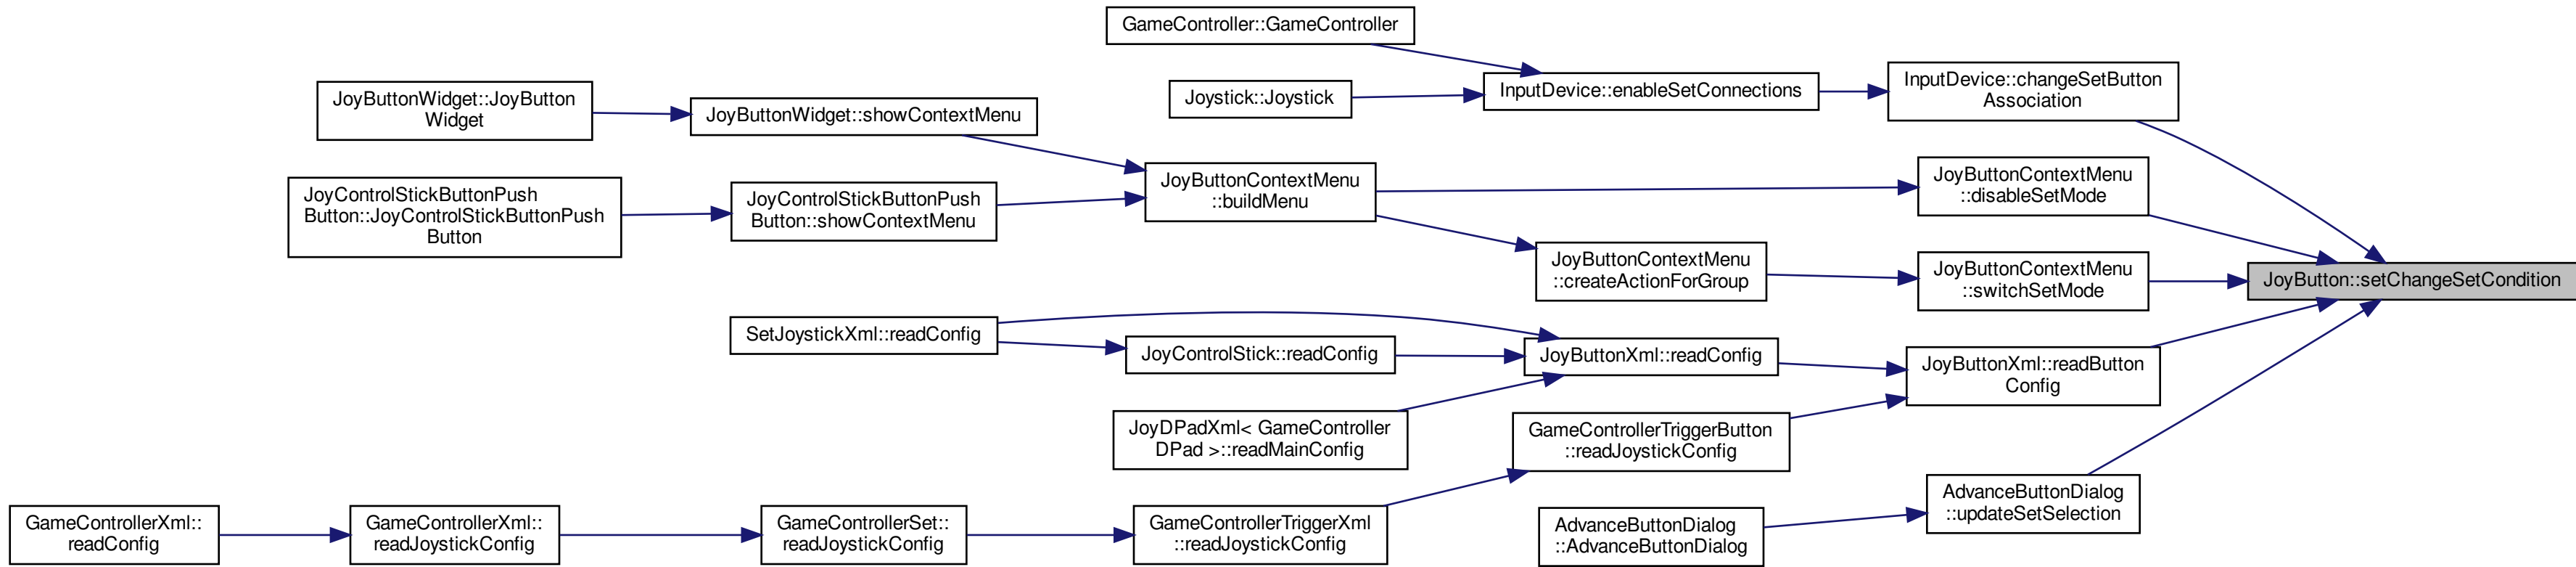 GameController::GameController
InputDevice::changeSetButton
Association
InputDevice::enableSetConnections
Joystick::Joystick
JoyButtonWidget::JoyButton
Widget
JoyButtonWidget::showContextMenu
JoyButtonContextMenu
::buildMenu
JoyButtonContextMenu
::disableSetMode
JoyControlStickButtonPush
Button::JoyControlStickButtonPush
Button
JoyControlStickButtonPush
Button::showContextMenu
JoyButtonContextMenu
::createActionForGroup
JoyButtonContextMenu
::switchSetMode
JoyButton::setChangeSetCondition
SetJoystickXml::readConfig
JoyControlStick::readConfig
JoyButtonXml::readConfig
JoyButtonXml::readButton
Config
JoyDPadXml< GameController
DPad >::readMainConfig
GameControllerTriggerButton
::readJoystickConfig
AdvanceButtonDialog
::updateSetSelection
GameControllerXml::
readConfig
GameControllerXml::
readJoystickConfig
GameControllerSet::
readJoystickConfig
GameControllerTriggerXml
::readJoystickConfig
AdvanceButtonDialog
::AdvanceButtonDialog